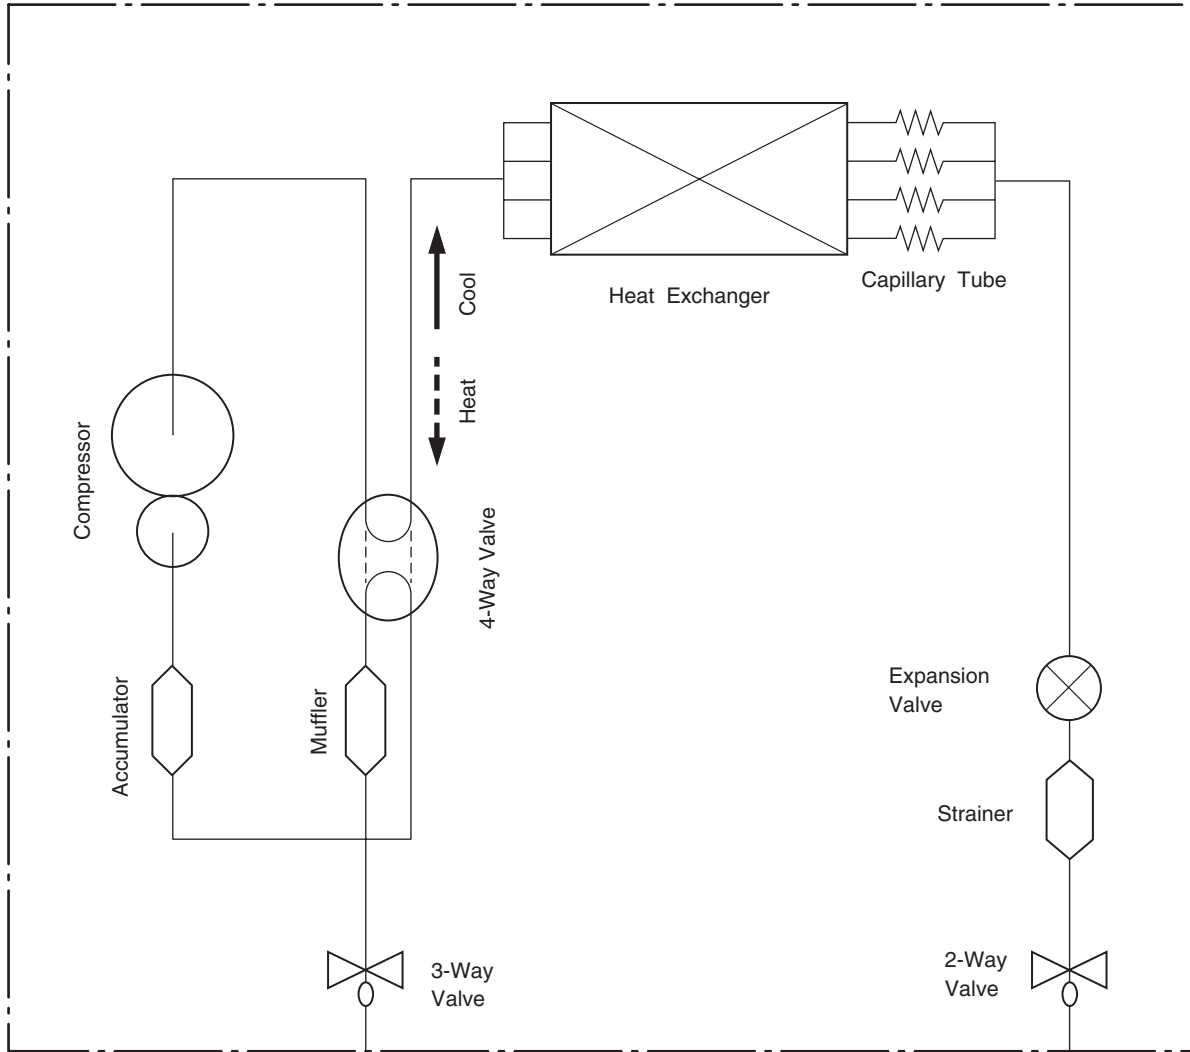 Heat Exchanger
Capillary Tube
Cool
Heat
Compressor
4-Way Valve
Accumulator
Muffler
Expansion
Valve
Strainer
3-Way
Valve
2-Way
Valve